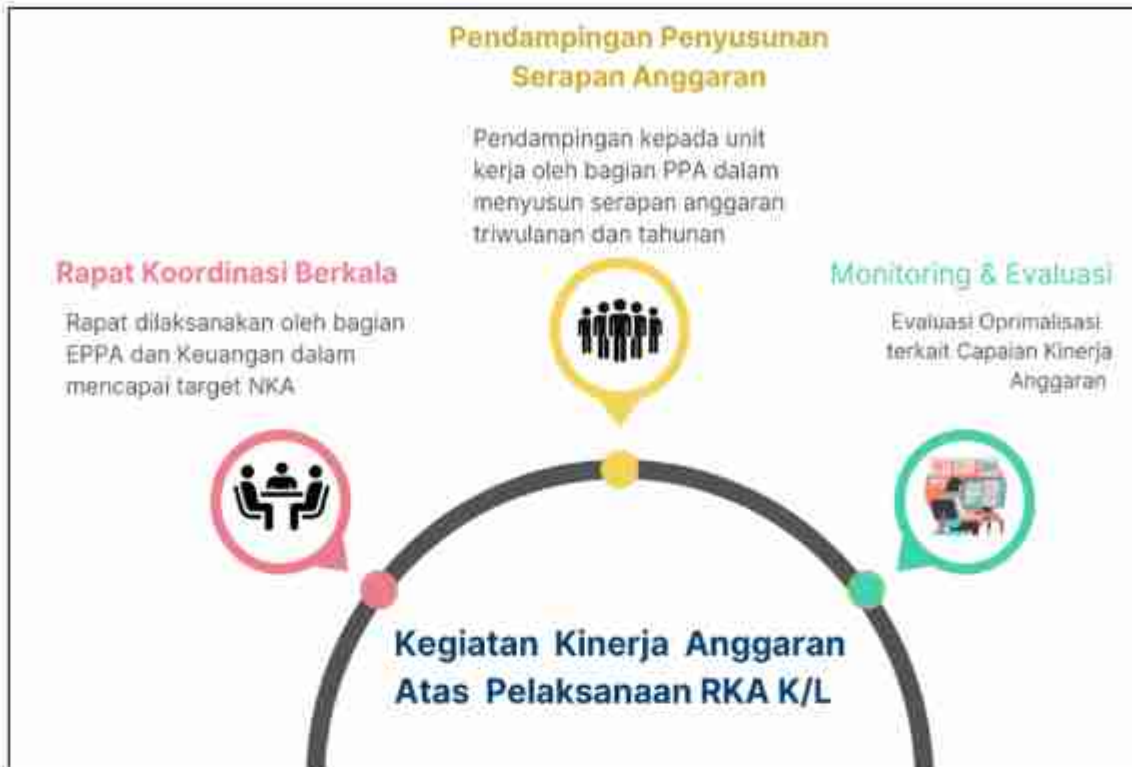 Pendampingan Penyusunan
Serapan Anggaran
Pendampingan kepada unit
kerja oleh bagian PPA dalam
menyusun serapan anggaran
triwulanan dan tahunan
Rapat Koordinasi Berkala
Rapat dilaksanakan oleh bagian
EPPA dan Keuangan dalam
mencapai target NKA
Monitoring & Evaluasi
Evaluasi Oprimalisasi
terkait Capaian Kinerja
Anggaran
Kegiatan Kinerja Anggaran
Atas Pelaksanaan RKA K/L